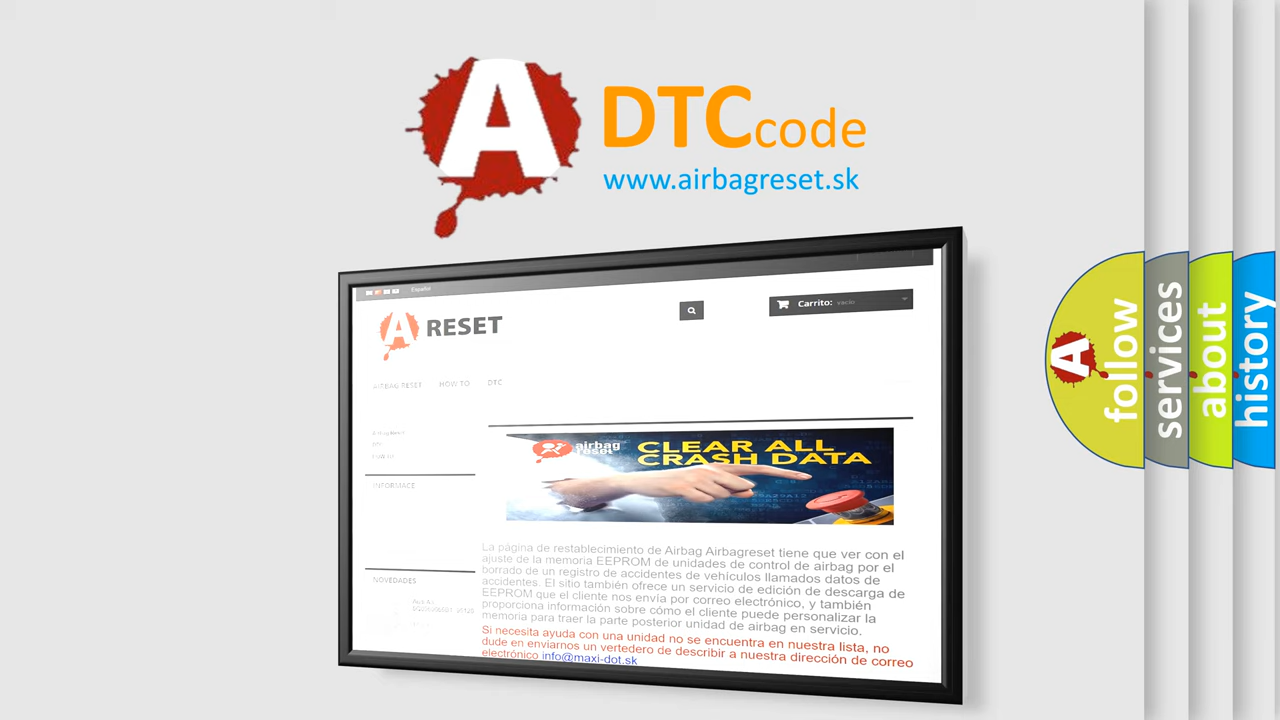 A
DTC code
www.airbagreset.sk
Español
A RESET
Carrito: vacío
AIRBAG RESET HOW TO DTC
INFORMACE
NOVEDADES
airbag
reset
CLEAR ALL
CRASH DATA
La página de restablecimiento de Airbag Airbagreset tiene que ver con el
ajuste de la memoria EEPROM de unidades de control de airbag por el
borrado de un registro de accidentes de vehículos llamados datos de
accidentes. El sitio también ofrece un servicio de edición de descarga de
EEPROM que el cliente nos envía por correo electrónico, y también
proporciona información sobre cómo el cliente puede personalizar la
memoria para traer la parte posterior unidad de airbag en servicio.
Si necesita ayuda con una unidad no se encuentra en nuestra lista, no
dude en enviarnos un vertedero de describir a nuestra dirección de correo
electrónico info@maxi-dot.sk
A
follow
services
about
history